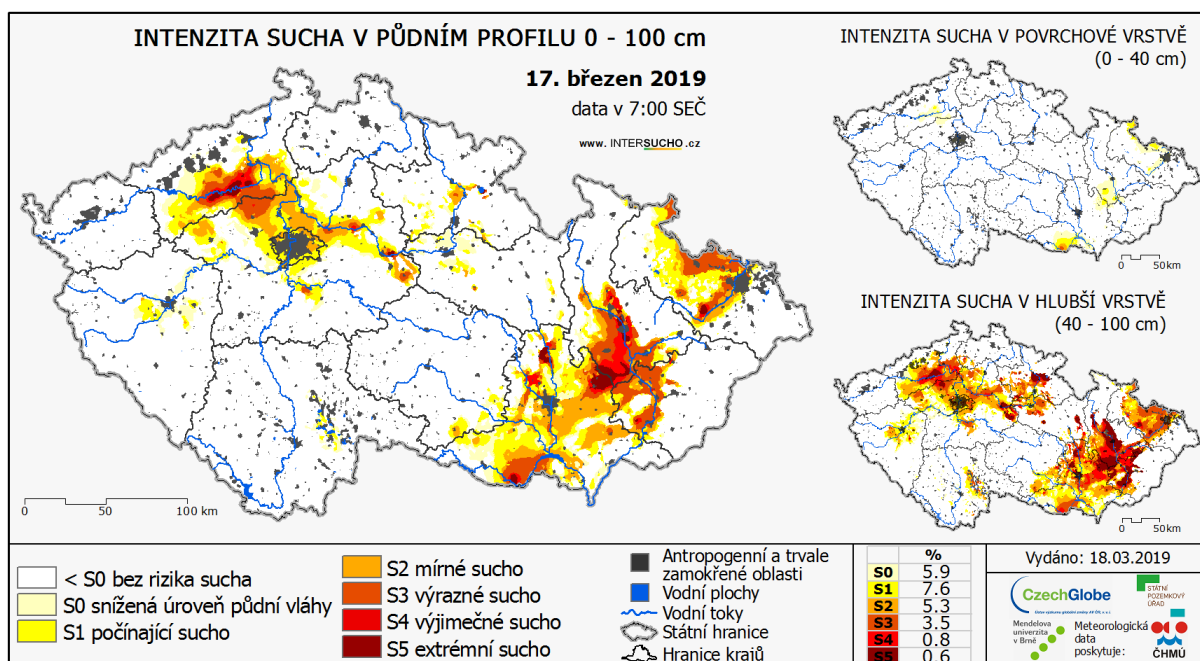 INTENZITA SUCHA V PŮDNÍM PROFILU 0 - 100 cm
17. březen 2019
data v 7:00 SEČ
www. INTERSUCHO .cz
0 50 100 km
INTENZITA SUCHA V POVRCHOVÉ VRSTVĚ
(0 - 40 cm)
0 50km
INTENZITA SUCHA V HLUBŠÍ VRSTVĚ
(40 - 100 cm)
0 50km
< S0 bez rizika sucha
S0 snížená úroveň půdní vláhy
S1 počínající sucho
S2 mírné sucho
S3 výrazné sucho
S4 výjimečné sucho
S5 extrémní sucho
Antropogenní a trvale
zamokřené oblasti
Vodní plochy
Vodní toky
Státní hranice
Hranice krajů
%
S0 5.9
S1 7.6
S2 5.3
S3 3.5
S4 0.8
S5 0.6
Vydáno: 18.03.2019
CzechGlobe
STÁTNÍ
POZEMKOVÝ
ÚŘAD
Mendelova
univerzita
v Brně
Meteorologická
data
poskytuje:
ČHMÚ